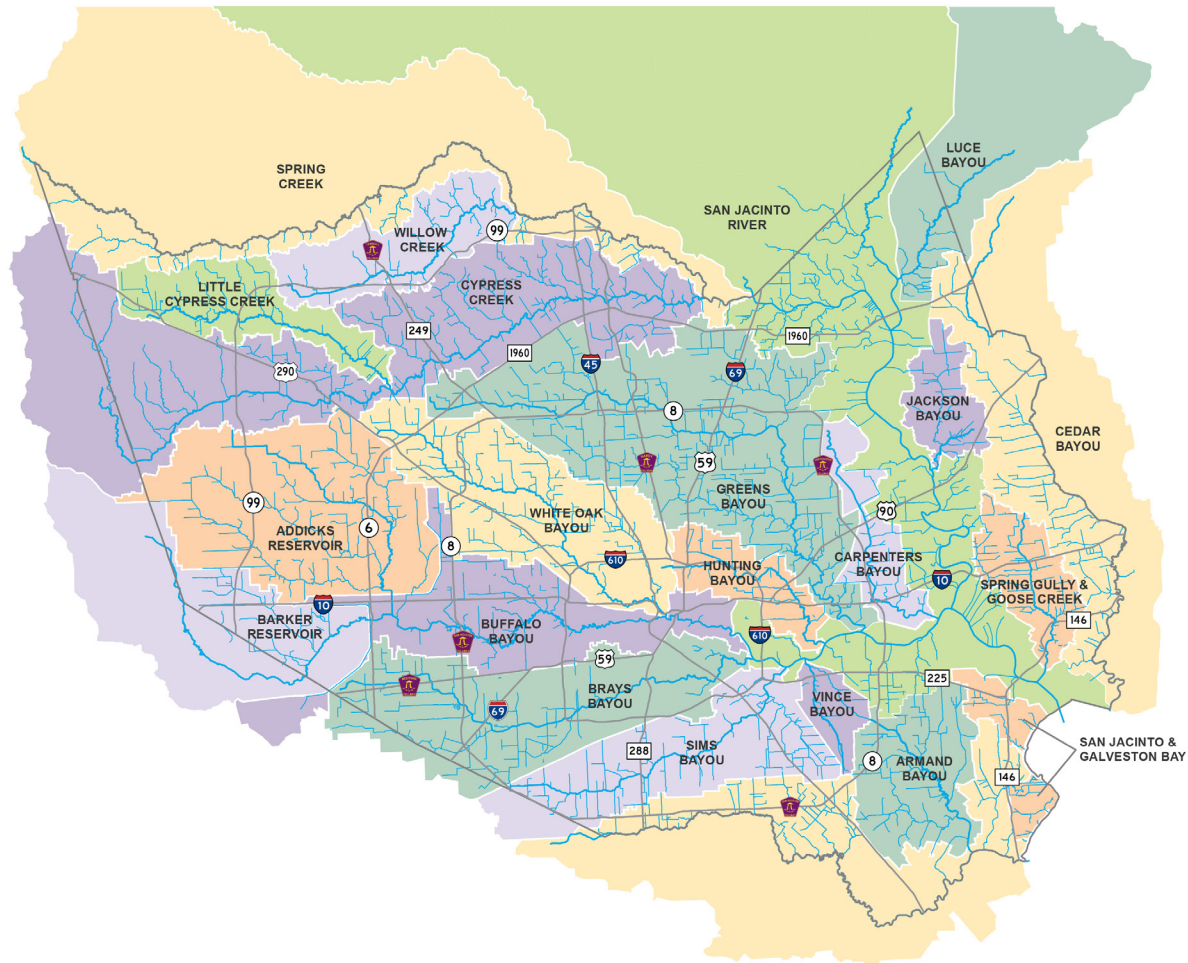 LUCE
BAYOU
SPRING
CREEK
SAN JACINTO
RIVER
WILLOW
CREEK
99
LITTLE
CYPRESS CREEK
CYPRESS
CREEK
249
1960
1960
45
69
290
8
JACKSON
BAYOU
CEDAR
BAYOU
59
GREENS
BAYOU
99
90
WHITE OAK
BAYOU
ADDICKS
RESERVOIR
6
8
610
HUNTING
BAYOU
CARPENTERS
BAYOU
10
SPRING GULLY &
GOOSE CREEK
10
BARKER
RESERVOIR
BUFFALO
BAYOU
146
610
59
225
BRAYS
BAYOU
69
VINCE
BAYOU
288
SIMS
BAYOU
8
ARMAND
BAYOU
SAN JACINTO &
GALVESTON BAY
146